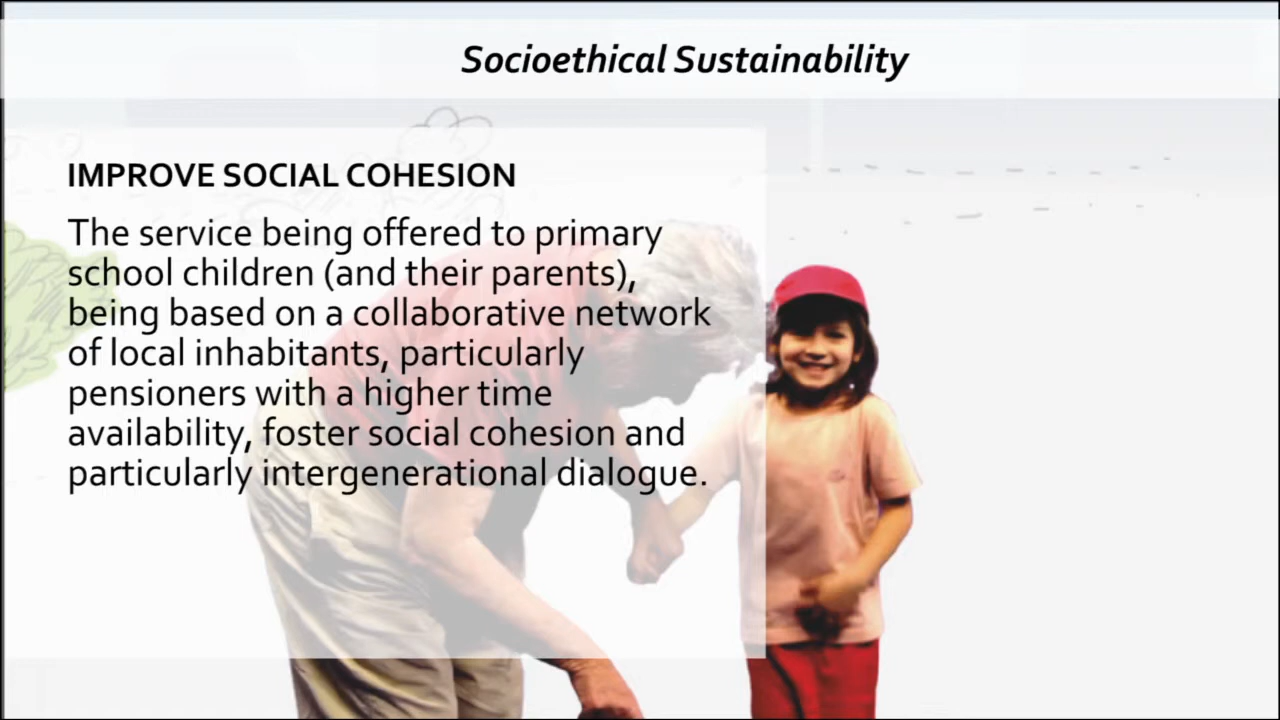 Socioethical Sustainability
IMPROVE SOCIAL COHESION
The service being offered to primary
school children (and their parents),
being based on a collaborative network
of local inhabitants, particularly
pensioners with a higher time
availability, foster social cohesion and
particularly intergenerational dialogue.